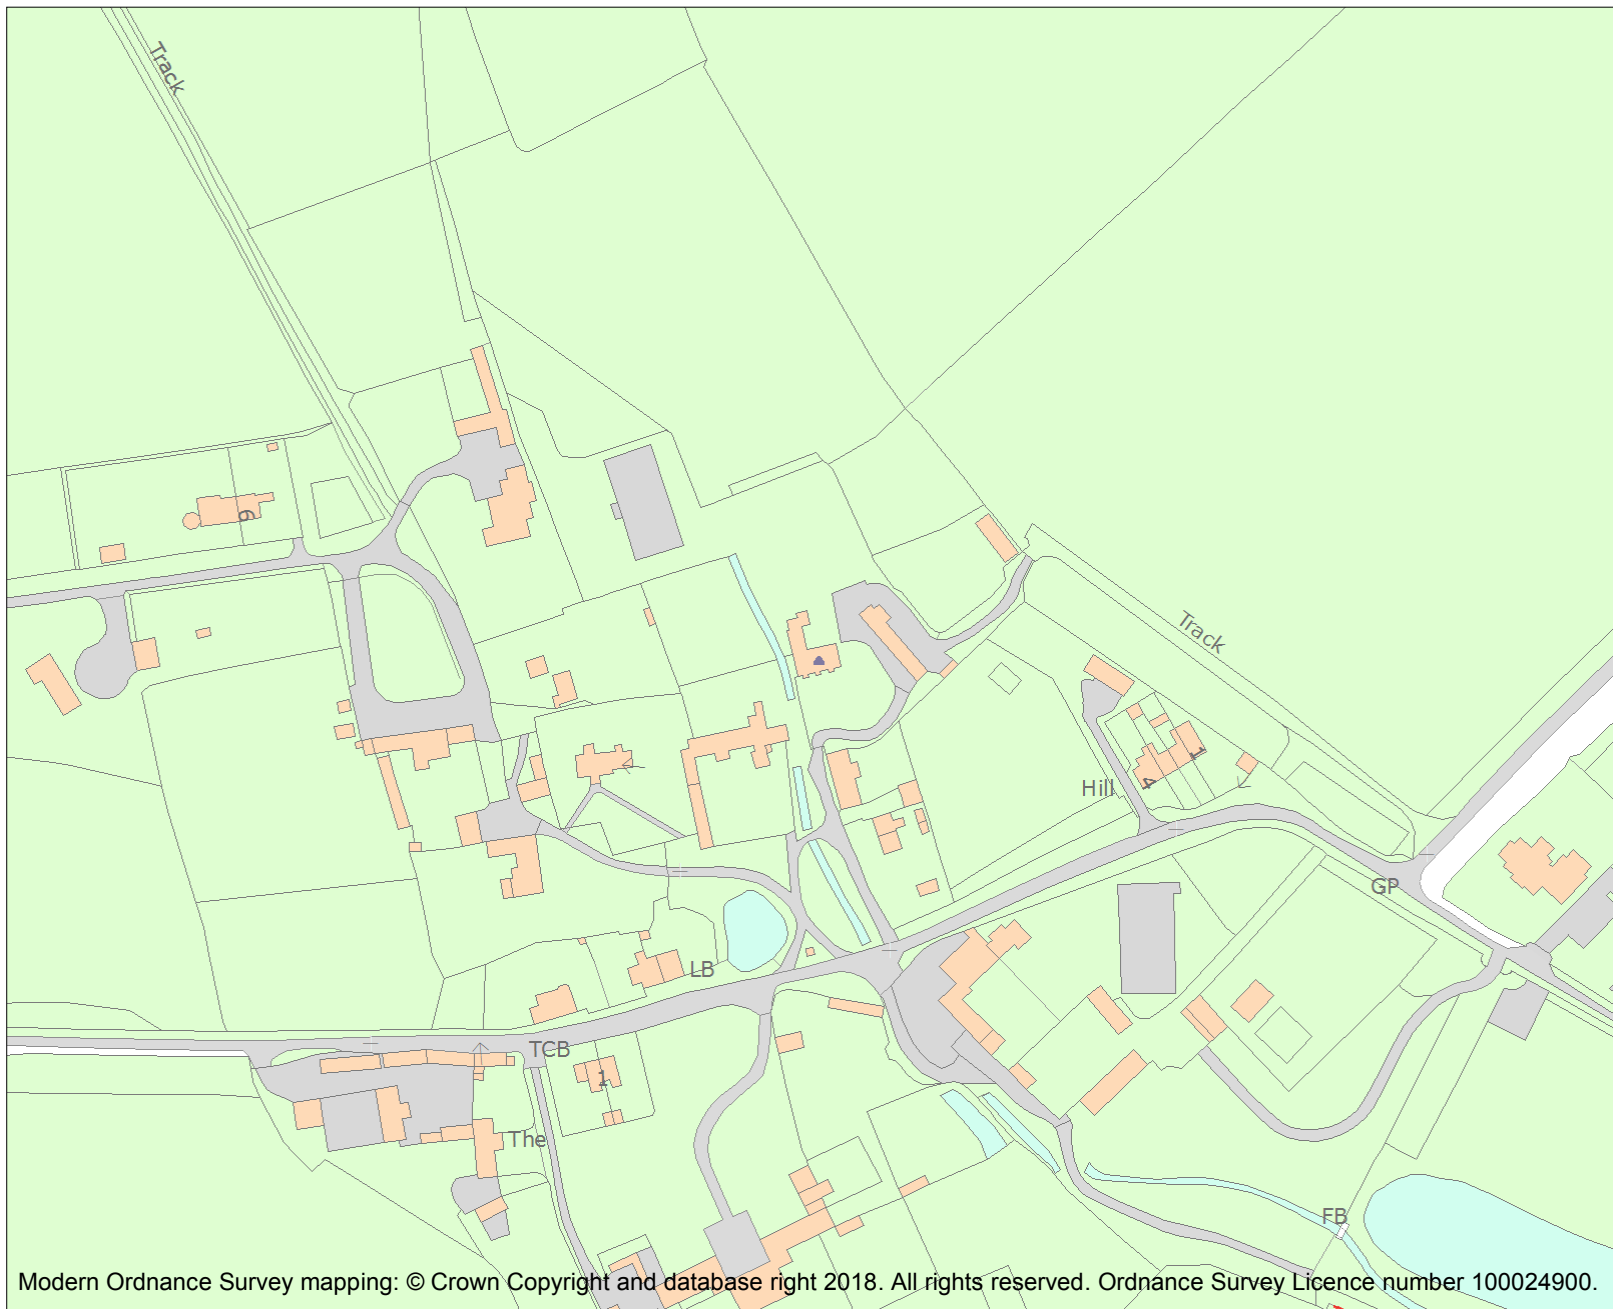 Track
6
Track
Hill
1
4
GP
LB
TCB
1
The
FB
Modern Ordnance Survey mapping: © Crown Copyright and database right 2018. All rights reserved. Ordnance Survey Licence number 100024900.